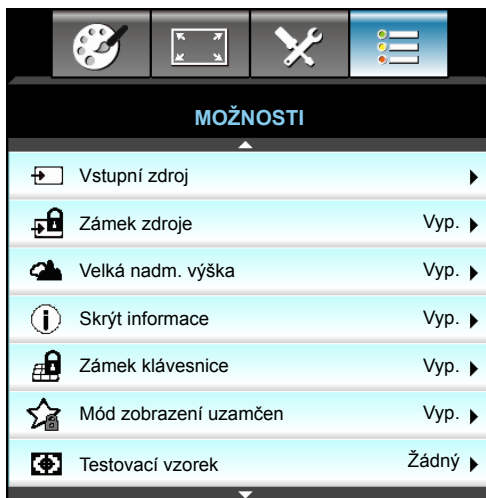 MOŽNOSTI
Vstupní zdroj
Zámek zdroje Vyp.
Velká nadm. výška Vyp.
Skrýt informace Vyp.
Zámek klávesnice Vyp.
Mód zobrazení uzamčen Vyp.
Testovací vzorek Žádný